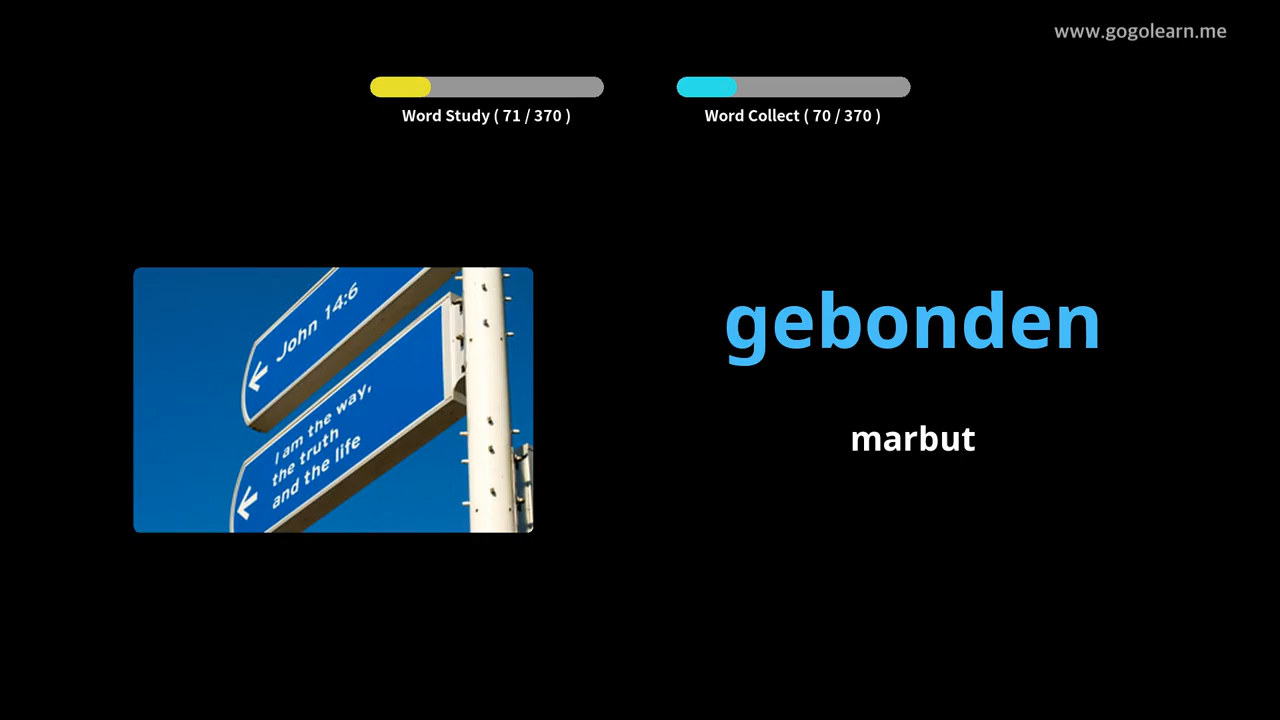 www.gogolearn.me
Word Study ( 71 / 370 )
Word Collect ( 70 / 370 )
John 14:6
I am the way,
the truth
and the life
gebonden
marbut